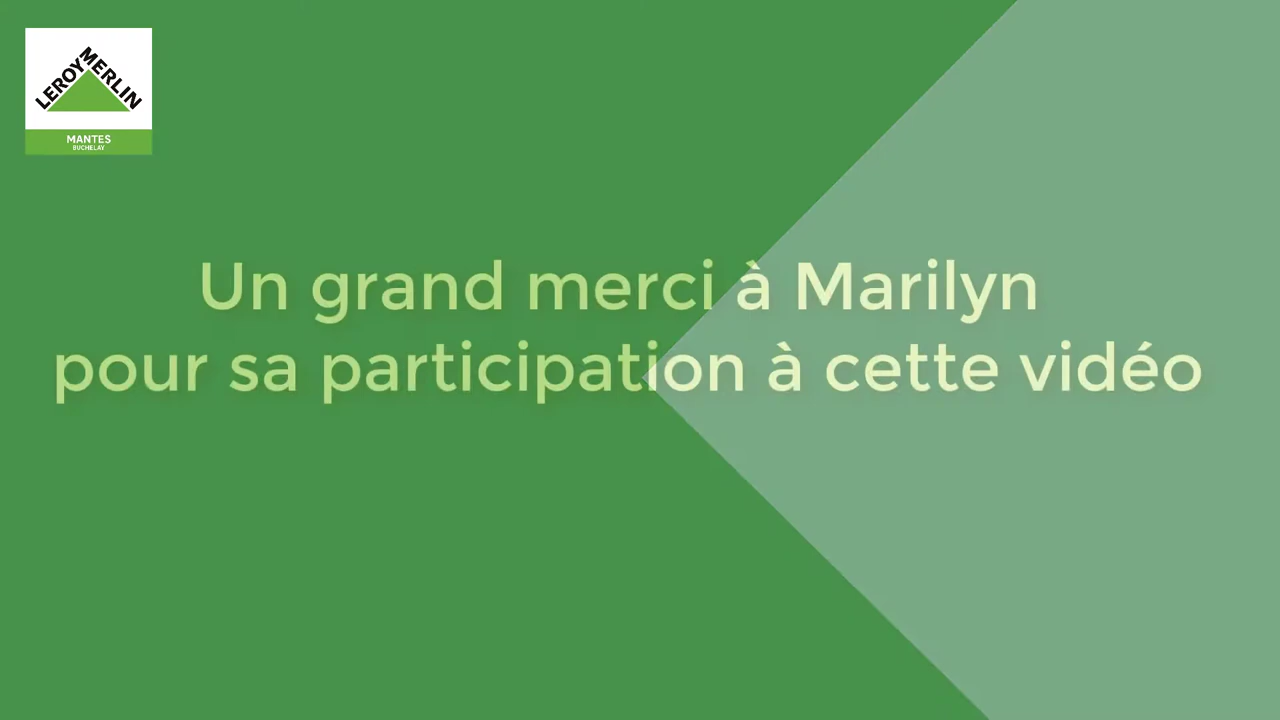 LEROY MERLIN
MANTES
BUCHELAY
Un grand merci à Marilyn
pour sa participation à cette vidéo